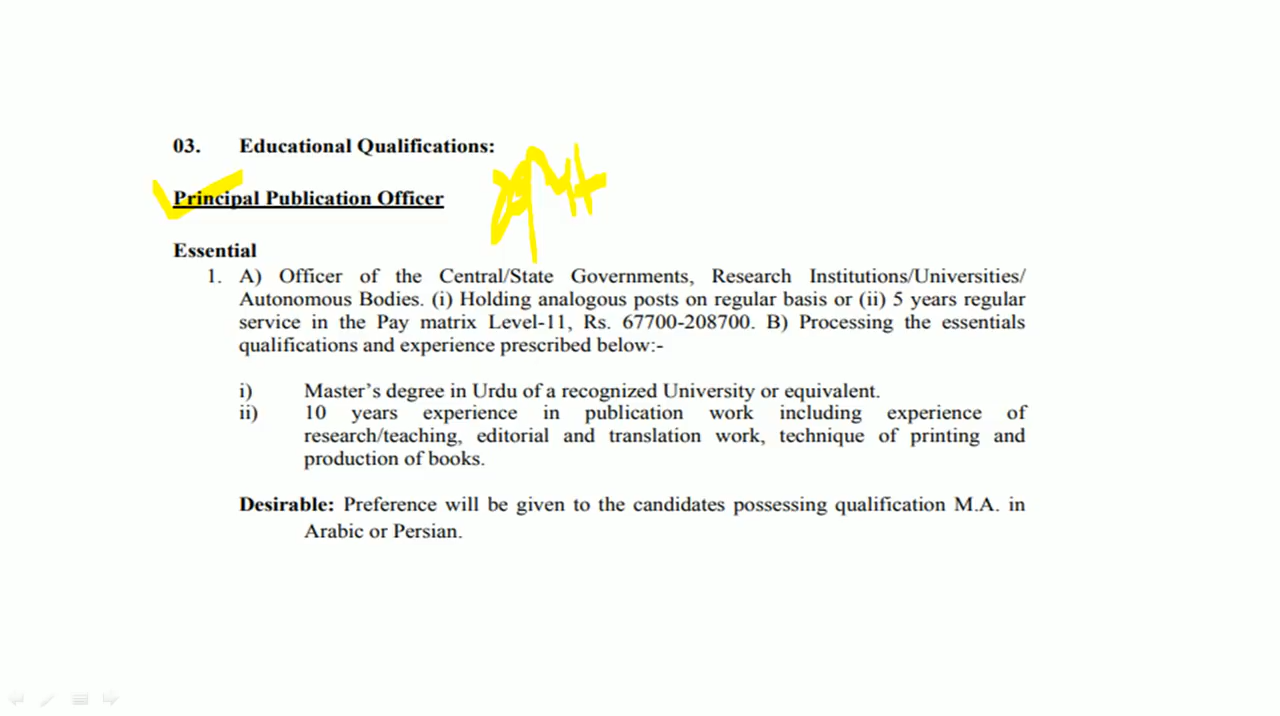 03. Educational Qualifications:
Principal Publication Officer
Essential
1. A) Officer of the Central/State Governments, Research Institutions/Universities/
Autonomous Bodies. (i) Holding analogous posts on regular basis or (ii) 5 years regular
service in the Pay matrix Level-11, Rs. 67700-208700. B) Processing the essentials
qualifications and experience prescribed below:-
i) Master's degree in Urdu of a recognized University or equivalent.
ii) 10 years experience in publication work including experience of
research/teaching, editorial and translation work, technique of printing and
production of books.
Desirable: Preference will be given to the candidates possessing qualification M.A. in
Arabic or Persian.